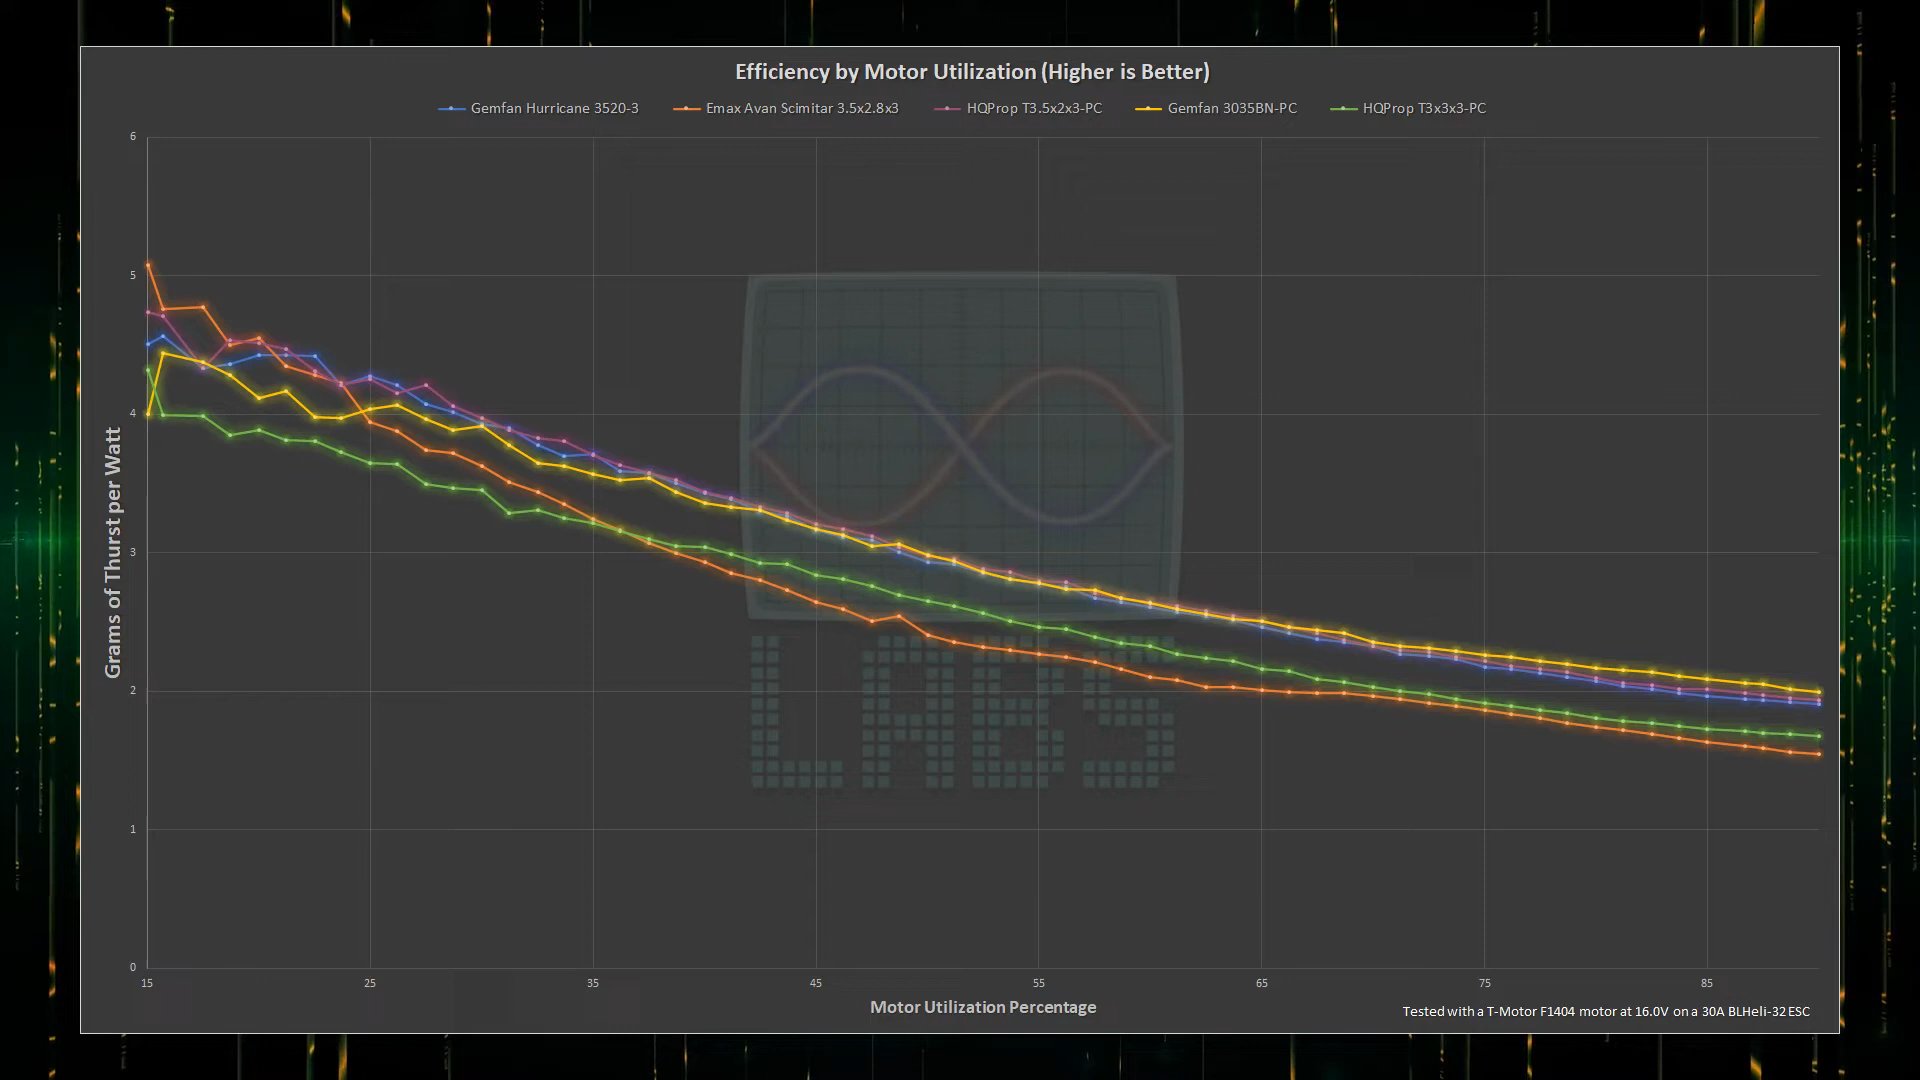 Efficiency by Motor Utilization (Higher is Better)
Gemfan Hurricane 3520-3 Emax Avan Scimitar 3.5x2.8x3 HQProp T3.5x2x3-PC Gemfan 3035BN-PC HQProp T3x3x3-PC
6
5
4
3
2
1
0
Grams of Thurst per Watt
LABS
15 25 35 45 55 65 75 85
Motor Utilization Percentage
Tested with a T-Motor F1404 motor at 16.0V on a 30A BLHeli-32 ESC